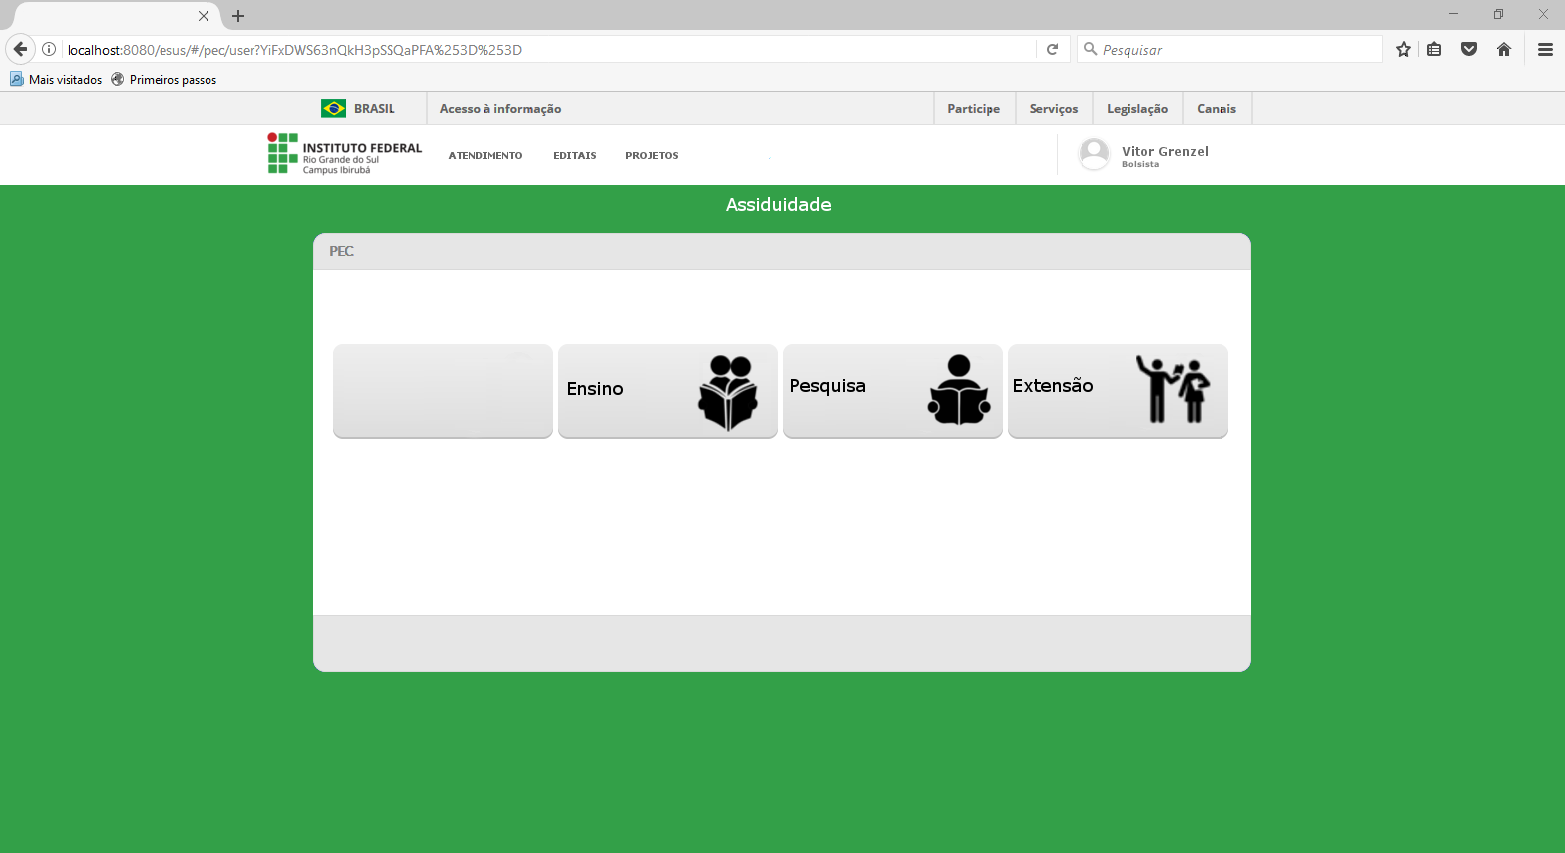 localhost:8080/esus/#/pec/user?YiFxDWS63nQkH3pSSQaPFA%253D%253D
Pesquisar
Mais visitados Primeiros passos
BRASIL Acesso à informação Participe Serviços Legislação Canais
INSTITUTO FEDERAL
Rio Grande do Sul
Campus Ibirubá
ATENDIMENTO EDITAIS PROJETOS
Vitor Grenzel
Bolsista
Assiduidade
PEC
Ensino Pesquisa Extensão